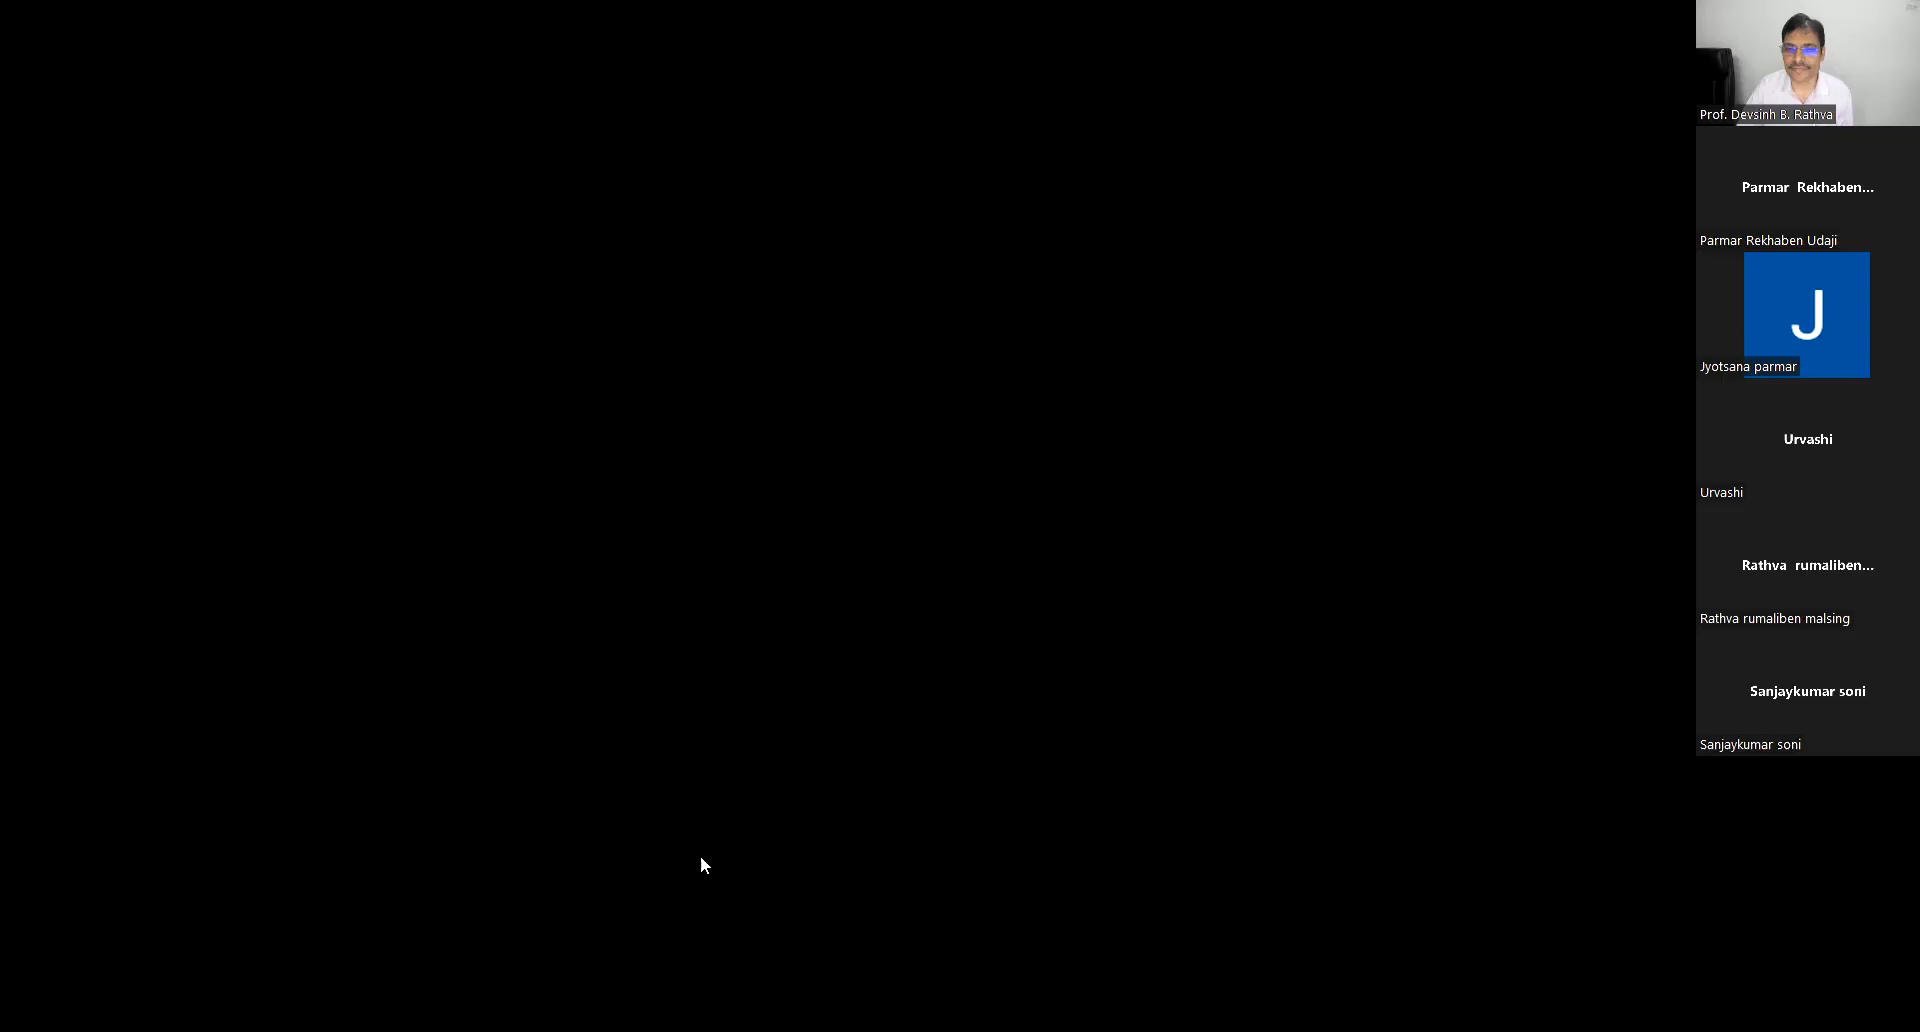 Prof. Devsinh B. Rathva
Parmar Rekhaben...
Parmar Rekhaben Udaji
J
Jyotsana parmar
Urvashi
Urvashi
Rathva rumaliben...
Rathva rumaliben malsing
Sanjaykumar soni
Sanjaykumar soni